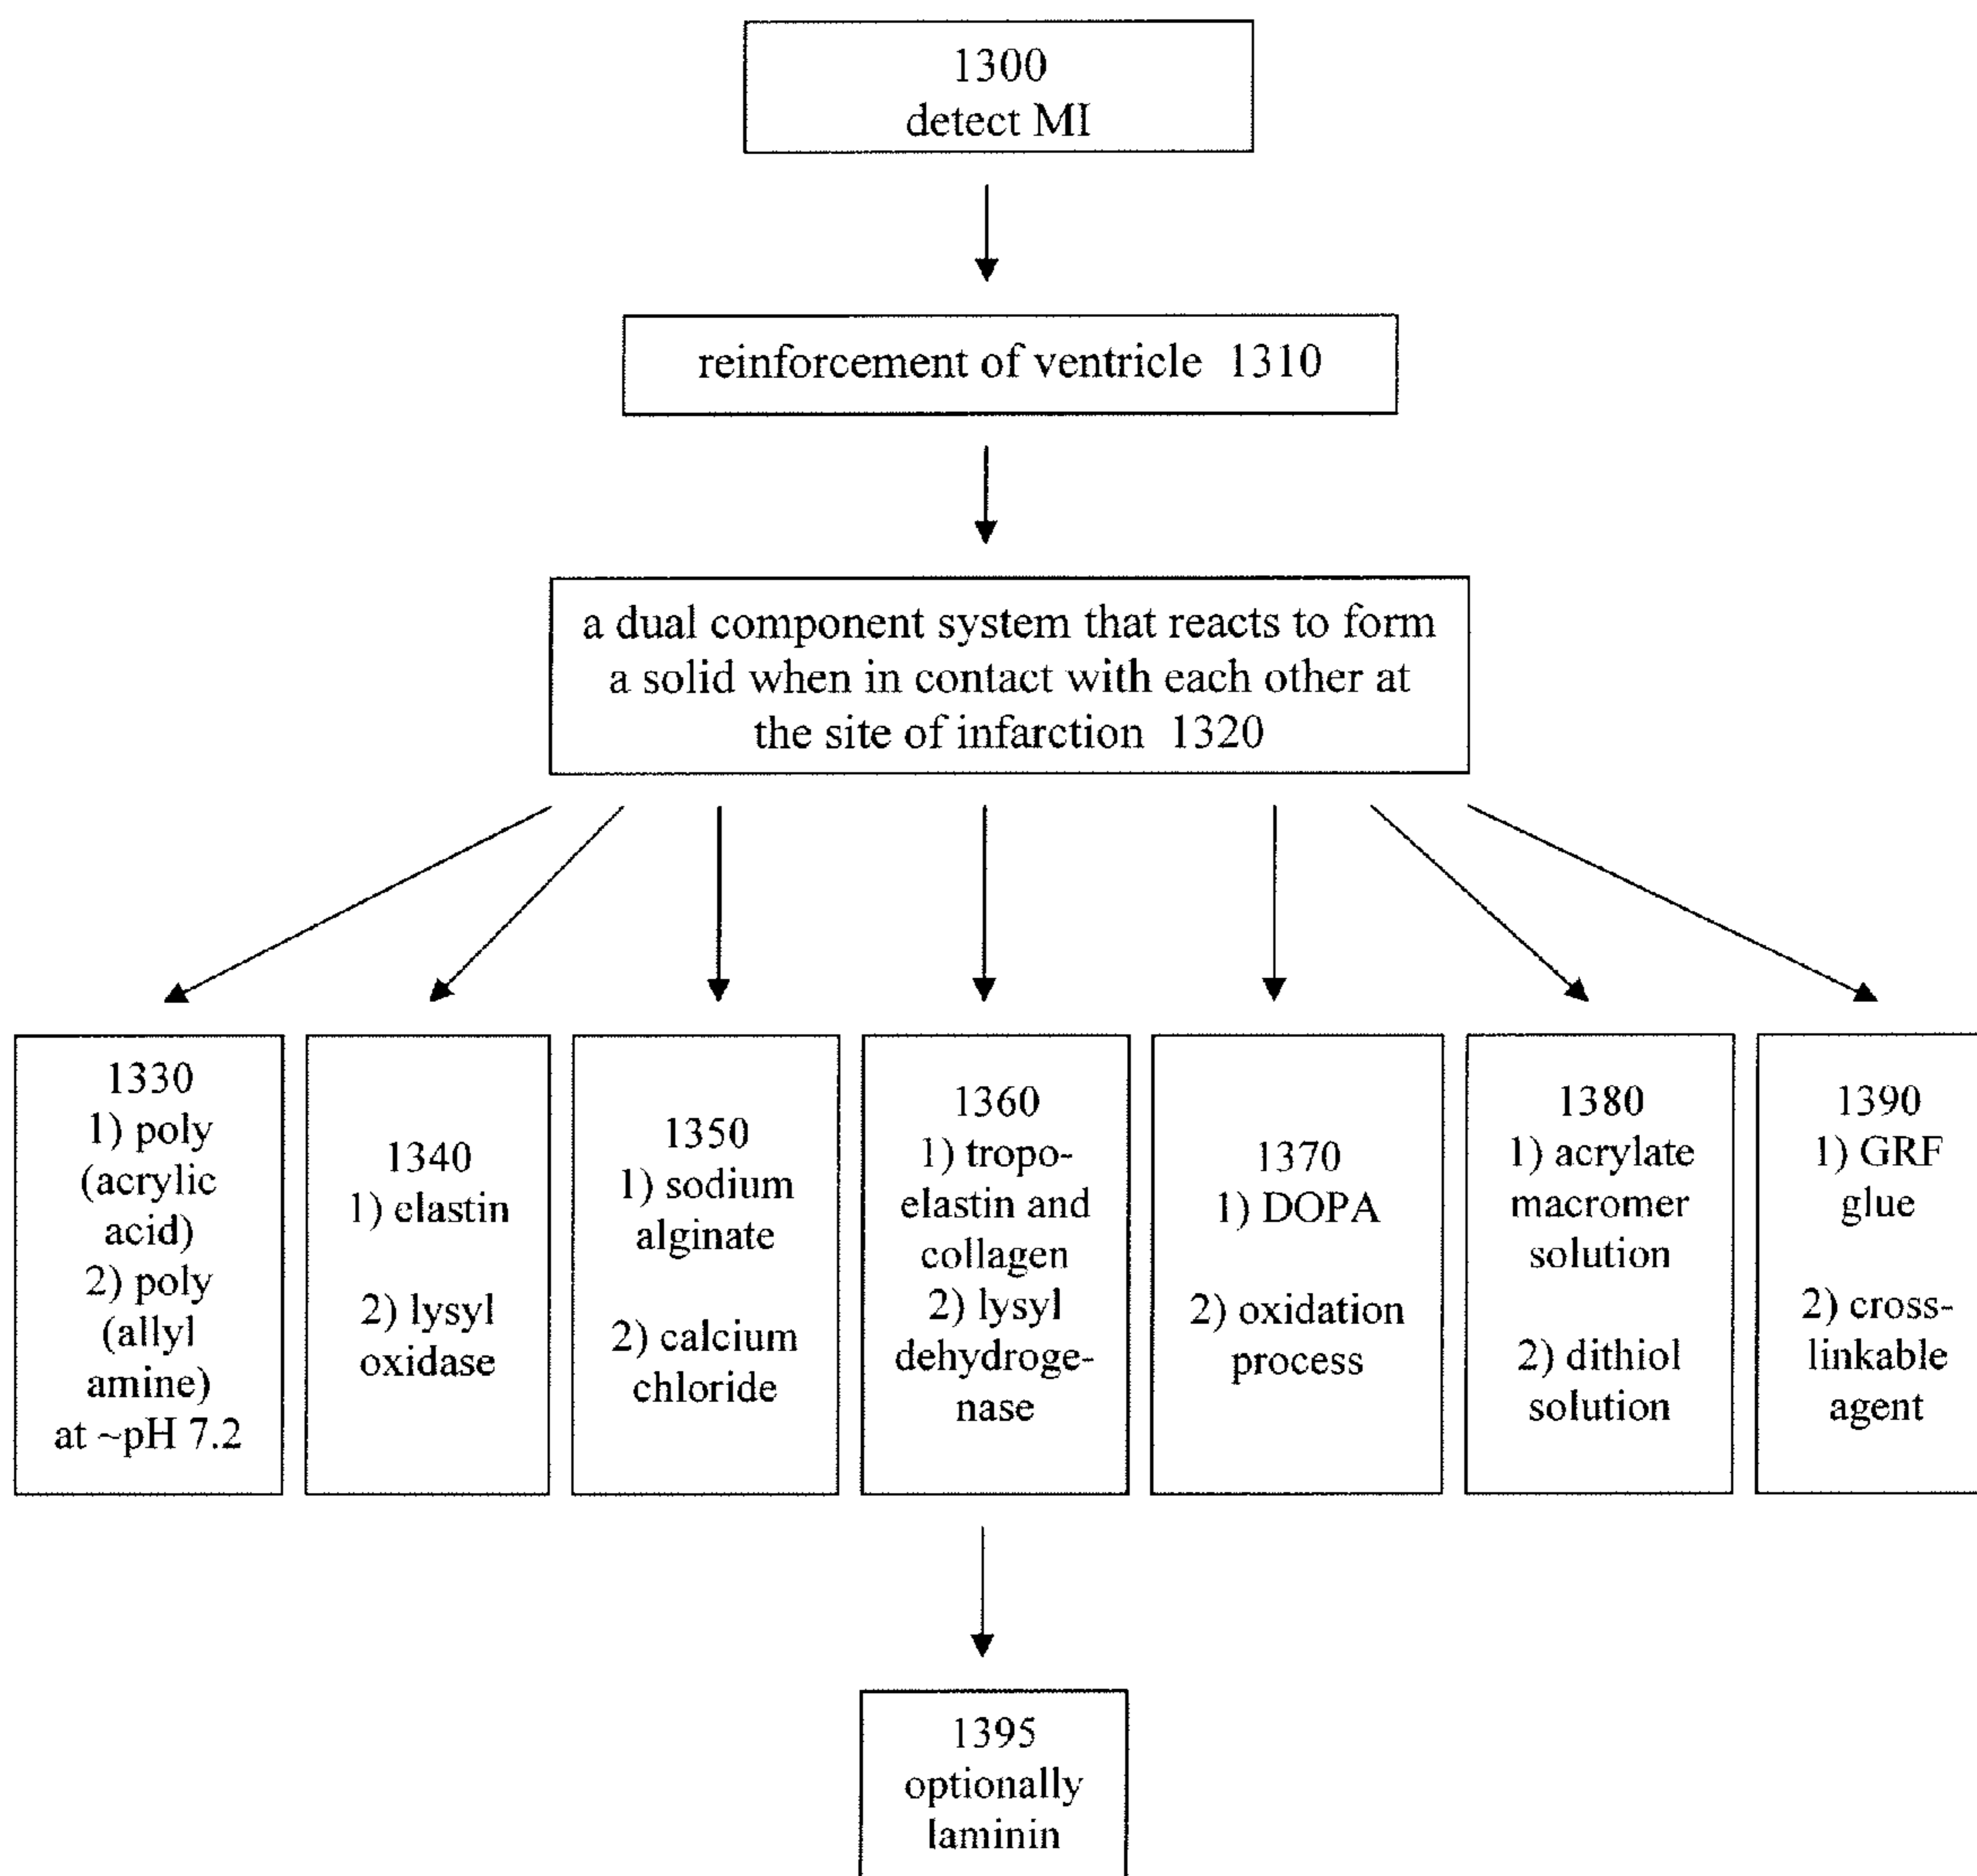 1300
detect MI
reinforcement of ventricle 1310
a dual component system that reacts to form
a solid when in contact with each other at
the site of infarction 1320
1330
1) poly
(acrylic
acid)
2) poly
(allyl
amine)
at ~pH 7.2
1340
1) elastin
2) lysyl
oxidase
1350
1) sodium
alginate
2) calcium
chloride
1360
1) tropo-
elastin and
collagen
2) lysyl
dehydroge-
nase
1370
1) DOPA
2) oxidation
process
1380
1) acrylate
macromer
solution
2) dithiol
solution
1390
1) GRF
glue
2) cross-
linkable
agent
1395
optionally
laminin